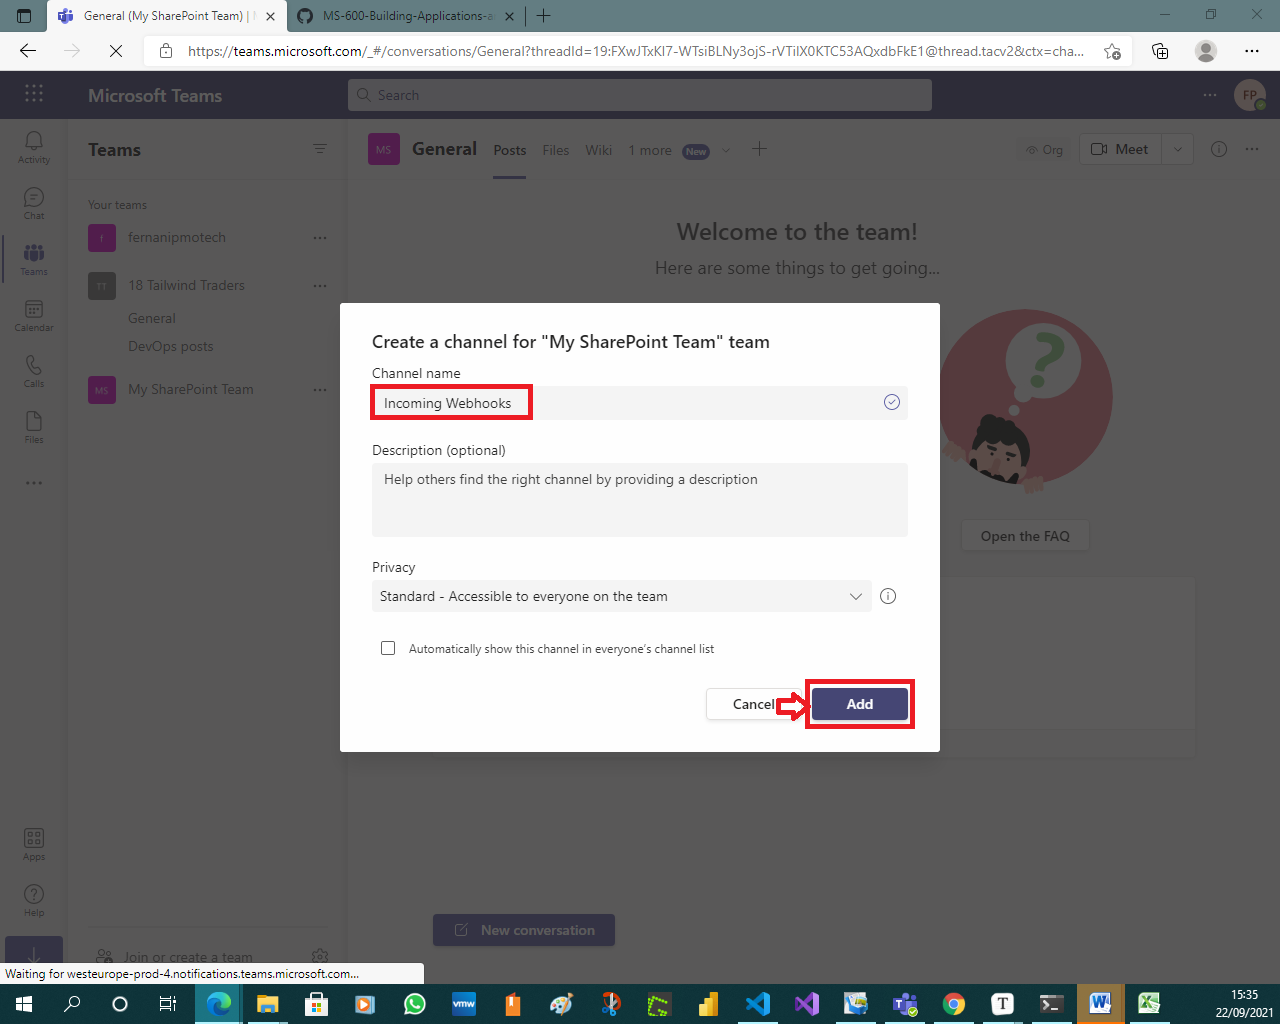 General (My SharePoint Team) |
MS-600-Building-Applications-a
https://teams.microsoft.com/_#/conversations/General?threadId=19:FXwJTxKI7-WTsiBLNy3ojS-rVTilX0KTC53AQxdbFkE1@thread.tacv2&ctx=cha...
Microsoft Teams
Search
FP
Activity
Chat
Teams
Calendar
Calls
Files
Apps
Help
Teams
Your teams
f
fernanipmotech
TT
18 Tailwind Traders
General
DevOps posts
MS
My SharePoint Team
Join or create a team
MS
General
Posts
Files
Wiki
1 more
New
Org
Meet
Welcome to the team!
Here are some things to get going...
Open the FAQ
New conversation
Create a channel for "My SharePoint Team" team
Channel name
Incoming Webhooks
Description (optional)
Help others find the right channel by providing a description
Privacy
Standard - Accessible to everyone on the team
Automatically show this channel in everyone's channel list
Cancel
Add
Waiting for westeurope-prod-4.notifications.teams.microsoft.com...
vmw
15:35
22/09/2021